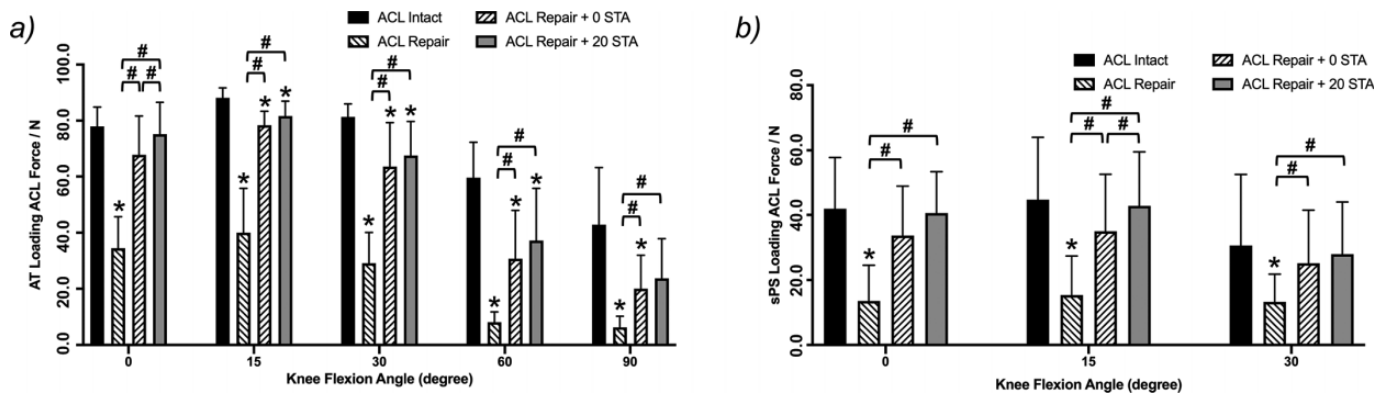 a)
ACL Intact
ACL Repair + 0 STA
ACL Repair
ACL Repair + 20 STA
AT Loading ACL Force / N
100.0
80.0
60.0
40.0
20.0
0.0
# # # # # # # # # # #
* * * * * * * * * * *
0 15 30 60 90
Knee Flexion Angle (degree)
b)
ACL Intact
ACL Repair + 0 STA
ACL Repair
ACL Repair + 20 STA
sPS Loading ACL Force / N
80.0
60.0
40.0
20.0
0.0
# # # # # # #
* * *
0 15 30
Knee Flexion Angle (degree)